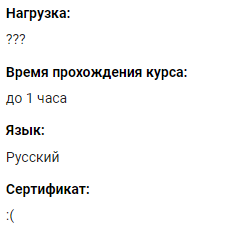 Нагрузка:
???
Время прохождения курса:
до 1 часа
Язык:
Русский
Сертификат:
:(